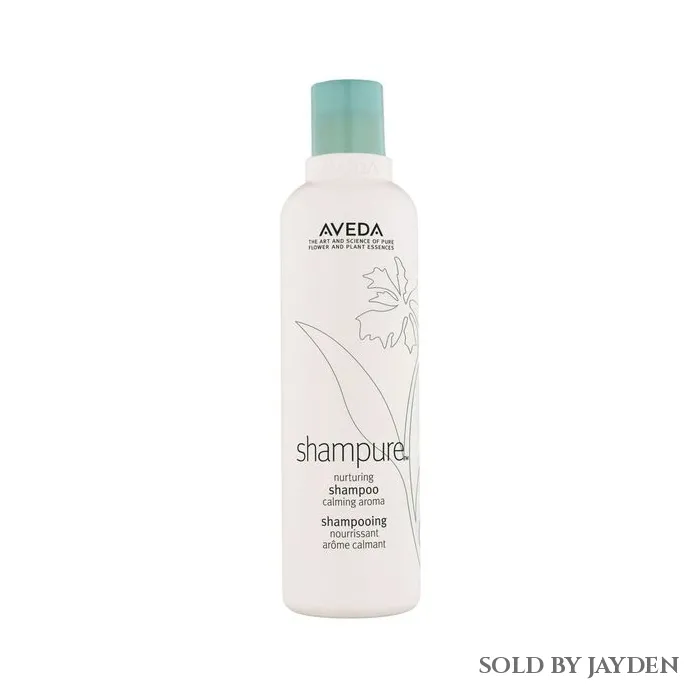 AVEDA
THE ART AND SCIENCE OF PURE
FLOWER AND PLANT ESSENCES
shampure
nurturing
shampoo
calming aroma
shampooing
nourrissant
arôme calmant
SOLD BY JAYDEN